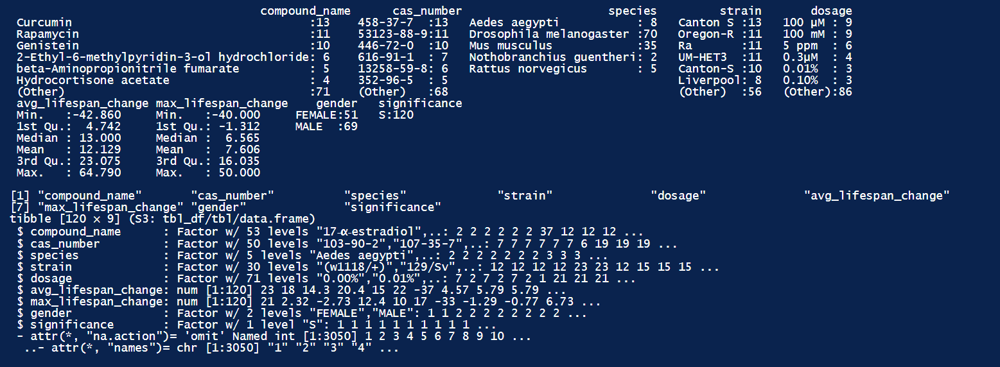 compound_name cas_number species strain dosage
Curcumin :13 458-37-7 :13 Aedes aegypti : 8 Canton S :13 100 µM : 9
Rapamycin :11 53123-88-9:11 Drosophila melanogaster :70 Oregon-R :11 100 mM : 9
Genistein :10 446-72-0 :10 Mus musculus :35 Ra :11 5 ppm : 6
2-Ethyl-6-methylpyridin-3-ol hydrochloride: 6 616-91-1 : 7 Nothobranchius guentheri: 2 UM-HET3 :11 0.3µM : 4
beta-Aminopropionitrile fumarate : 5 13258-59-8: 6 Rattus norvegicus : 5 Canton-S :10 0.01% : 3
Hydrocortisone acetate : 4 352-96-5 : 5 Liverpool: 8 0.10% : 3
(Other) :71 (Other) :68 (Other) :56 (Other):86
avg_lifespan_change max_lifespan_change gender significance
Min. :-42.860 Min. :-40.000 FEMALE:51 S:120
1st Qu.: 4.742 1st Qu.: -1.312 MALE :69
Median : 13.000 Median : 6.565
Mean : 12.129 Mean : 7.606
3rd Qu.: 23.075 3rd Qu.: 16.035
Max. : 64.790 Max. : 50.000
[1] "compound_name" "cas_number" "species" "strain" "dosage" "avg_lifespan_change"
[7] "max_lifespan_change" "gender" "significance"
tibble [120 × 9] (S3: tbl_df/tbl/data.frame)
$ compound_name : Factor w/ 53 levels "17-α-estradiol",..: 2 2 2 2 2 2 37 12 12 12 ...
$ cas_number : Factor w/ 50 levels "103-90-2","107-35-7",..: 7 7 7 7 7 7 6 19 19 19 ...
$ species : Factor w/ 5 levels "Aedes aegypti",..: 2 2 2 2 2 2 2 3 3 3 ...
$ strain : Factor w/ 30 levels "(w1118/+)","129/Sv",..: 12 12 12 12 23 23 12 15 15 15 ...
$ dosage : Factor w/ 71 levels "0.00%","0.01%",..: 7 2 7 2 7 2 1 21 21 21 ...
$ avg_lifespan_change: num [1:120] 23 18 14.3 20.4 15 22 -37 4.57 5.79 5.79 ...
$ max_lifespan_change: num [1:120] 21 2.32 -2.73 12.4 10 17 -33 -1.29 -0.77 6.73 ...
$ gender : Factor w/ 2 levels "FEMALE","MALE": 1 1 2 2 2 2 2 2 2 2 ...
$ significance : Factor w/ 1 level "S": 1 1 1 1 1 1 1 1 1 1 ...
- attr(*, "na.action")= 'omit' Named int [1:3050] 1 2 3 4 5 6 7 8 9 10 ...
..- attr(*, "names")= chr [1:3050] "1" "2" "3" "4" ...